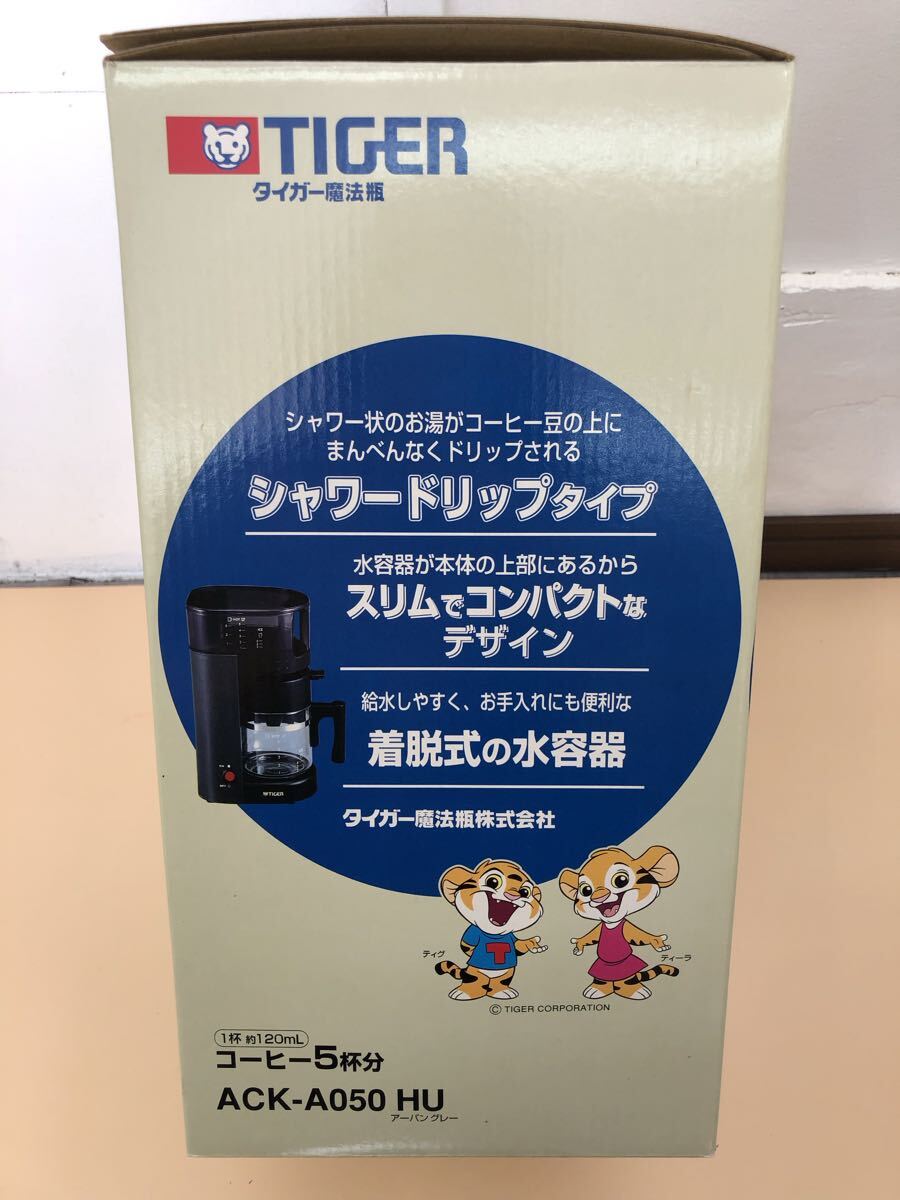 TIGER
タイガー魔法瓶
シャワー状のお湯がコーヒー豆の上に
まんべんなくドリップされる
シャワードリップタイプ
水容器が本体の上部にあるから
スリムでコンパクトな
デザイン
給水しやすく、お手入れにも便利な
着脱式の水容器
タイガー魔法瓶株式会社
TIGER
ティグ
T
ティーラ
© TIGER CORPORATION
1杯 約120mL
コーヒー5杯分
ACK-A050 HU
アーバングレー